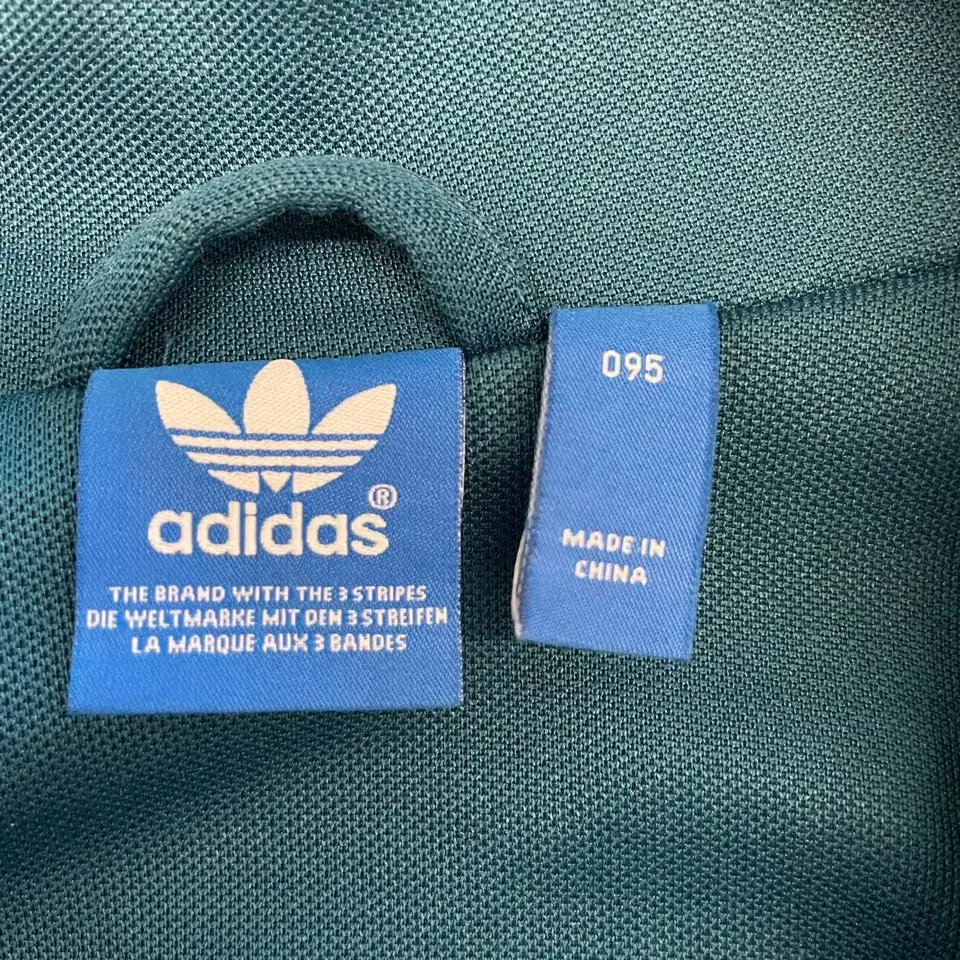 adidas®
THE BRAND WITH THE 3 STRIPES
DIE WELTMARKE MIT DEN 3 STREIFEN
LA MARQUE AUX 3 BANDES
095
MADE IN
CHINA